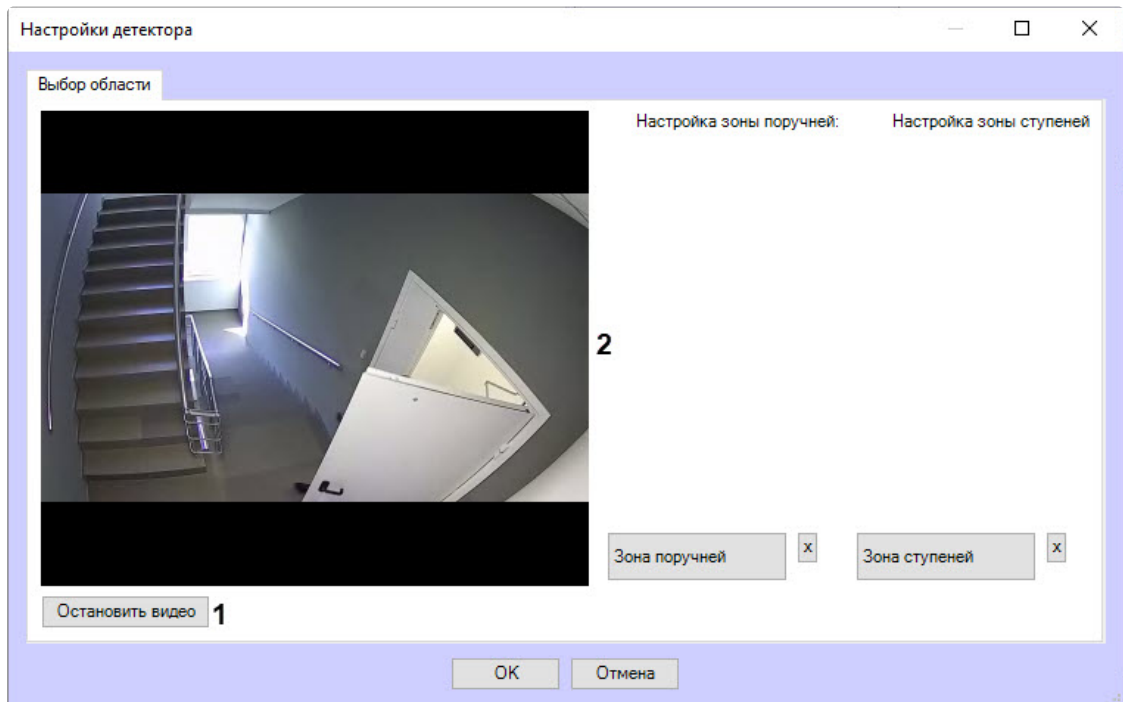 Настройки детектора
Выбор области
Настройка зоны поручней: Настройка зоны ступеней
2
Зона поручней x Зона ступеней x
Остановить видео 1
OK Отмена